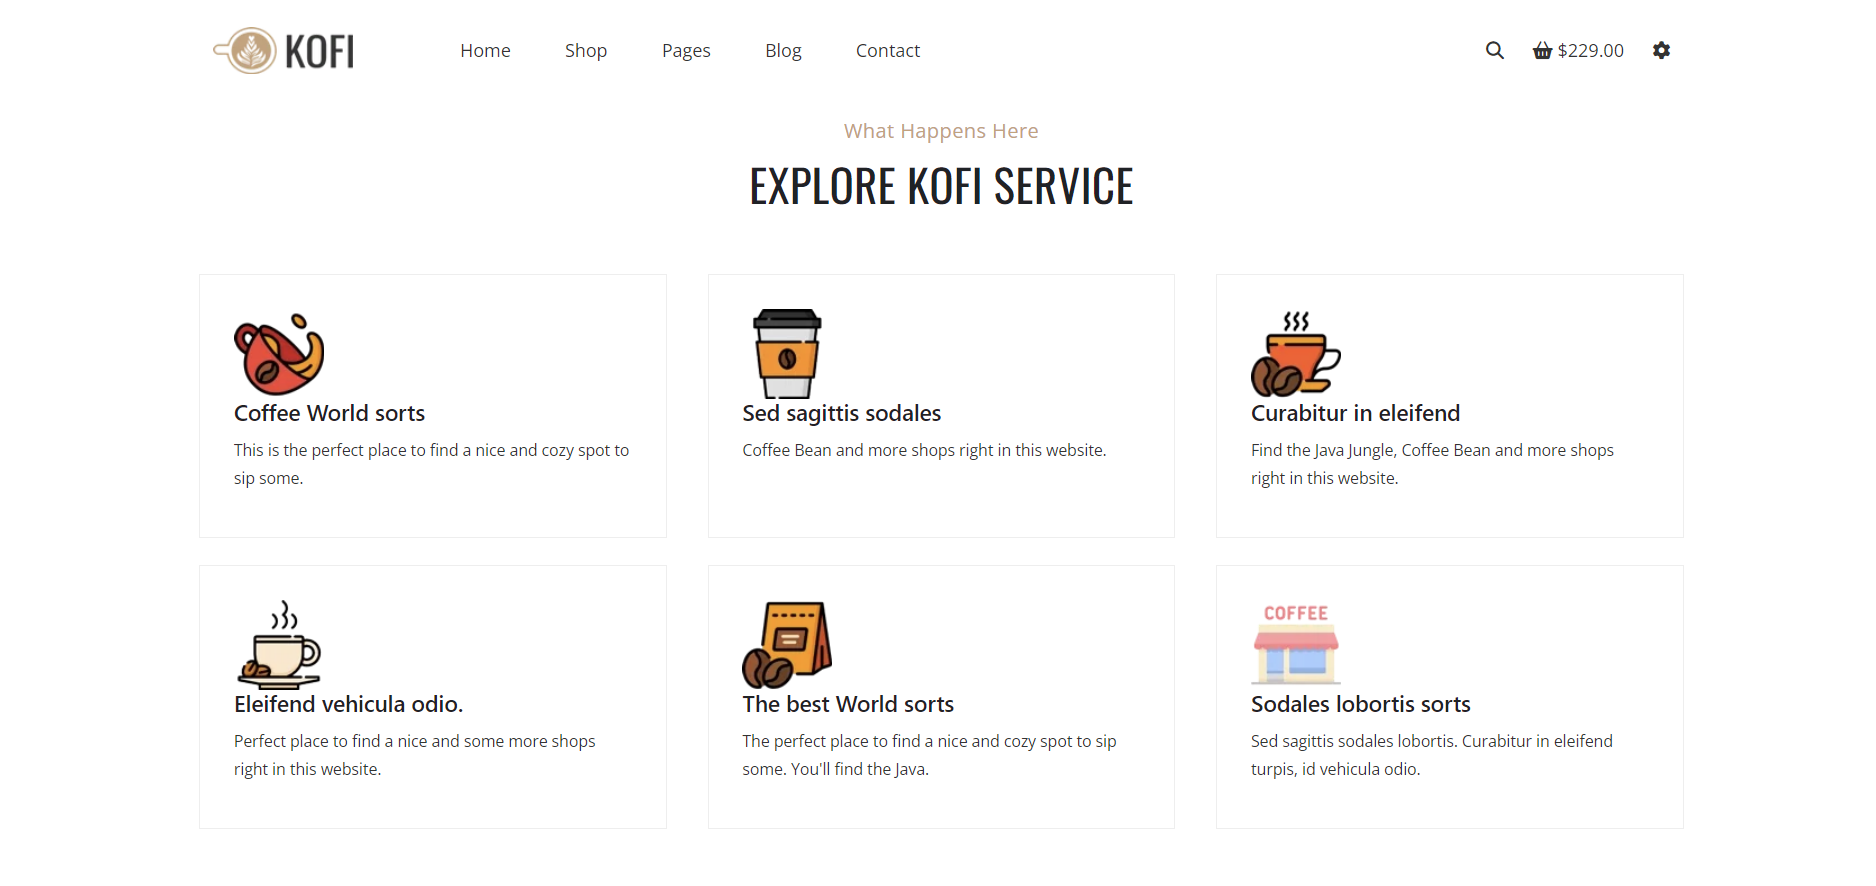 KOFI
Home Shop Pages Blog Contact $229.00
What Happens Here
EXPLORE KOFI SERVICE
Coffee World sorts
This is the perfect place to find a nice and cozy spot to
sip some.
Sed sagittis sodales
Coffee Bean and more shops right in this website.
Curabitur in eleifend
Find the Java Jungle, Coffee Bean and more shops
right in this website.
Eleifend vehicula odio.
Perfect place to find a nice and some more shops
right in this website.
The best World sorts
The perfect place to find a nice and cozy spot to sip
some. You'll find the Java.
COFFEE
Sodales lobortis sorts
Sed sagittis sodales lobortis. Curabitur in eleifend
turpis, id vehicula odio.